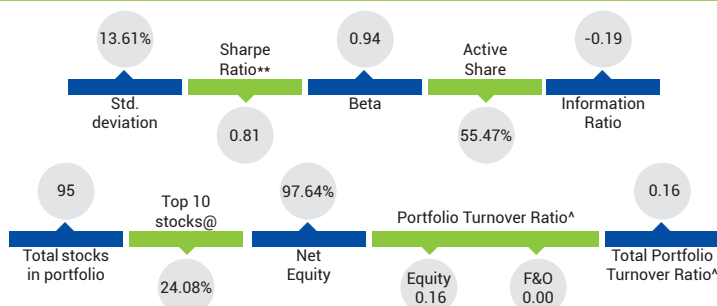 13.61%
Std.
deviation
Sharpe
Ratio**
0.81
0.94
Beta
Active
Share
55.47%
-0.19
Information
Ratio
95
Total stocks
in portfolio
Top 10
stocks@
24.08%
97.64%
Net
Equity
Portfolio Turnover Ratio^
Equity
0.16
F&O
0.00
0.16
Total Portfolio
Turnover Ratio^